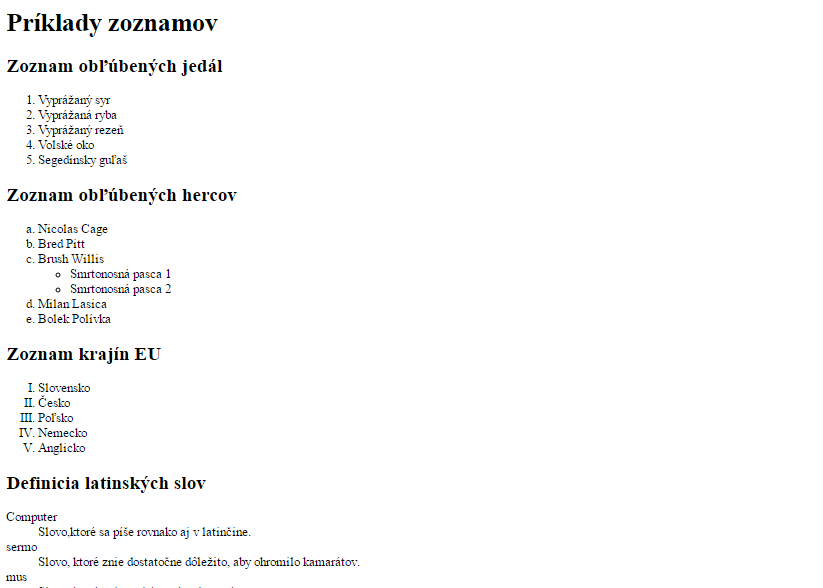 Príklady zoznamov
Zoznam obľúbených jedál
1. Vyprážaný syr
2. Vyprážaná ryba
3. Vyprážaný rezeň
4. Volské oko
5. Segedínsky guľaš
Zoznam obľúbených hercov
a. Nicolas Cage
b. Bred Pitt
c. Brush Willis
Smrtonosná pasca 1
Smrtonosná pasca 2
d. Milan Lasica
e. Bolek Polívka
Zoznam krajín EU
I. Slovensko
II. Česko
III. Poľsko
IV. Nemecko
V. Anglicko
Definicia latinských slov
Computer
Slovo,ktoré sa píše rovnako aj v latinčine.
sermo
Slovo, ktoré znie dostatočne dôležito, aby ohromilo kamarátov.
mus